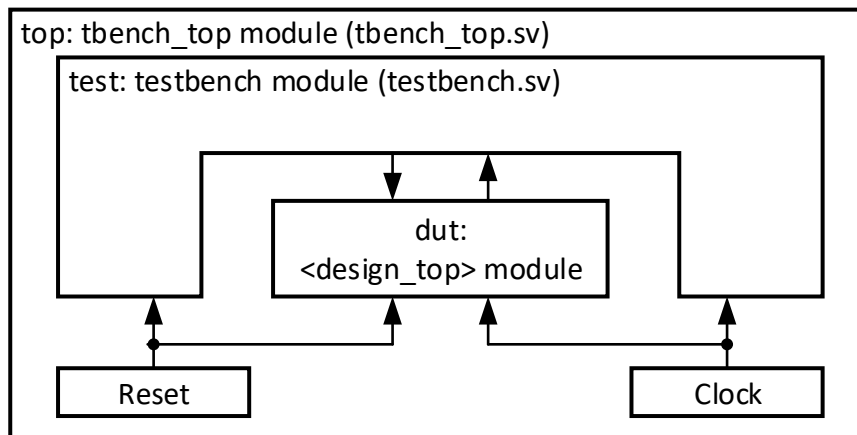 top: tbench_top module (tbench_top.sv)
test: testbench module (testbench.sv)
dut:
<design_top> module
Reset
Clock